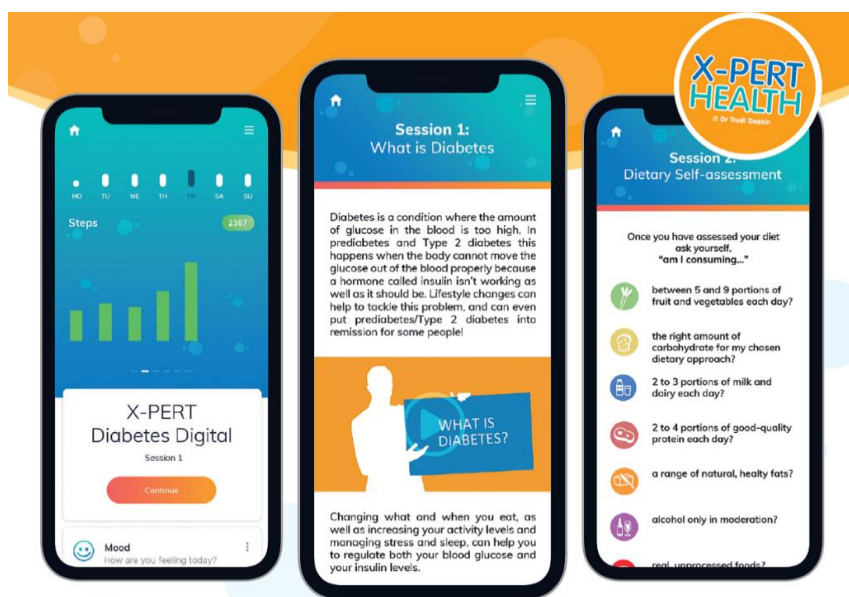 X-PERT
HEALTH
© Dr Trudi Deakin
MO TU WE TH FR SA SU
Steps
2387
X-PERT
Diabetes Digital
Session 1
Continue
Mood
How are you feeling today?
Session 1:
What is Diabetes
Diabetes is a condition where the amount
of glucose in the blood is too high. In
prediabetes and Type 2 diabetes this
happens when the body cannot move the
glucose out of the blood properly because
a hormone called insulin isn't working as
well as it should be. Lifestyle changes can
help to tackle this problem, and can even
put prediabetes/Type 2 diabetes into
remission for some people!
WHAT IS
DIABETES?
Changing what and when you eat, as
well as increasing your activity levels and
managing stress and sleep, can help you
to regulate both your blood glucose and
your insulin levels.
Session 2:
Dietary Self-assessment
Once you have assessed your diet
ask yourself,
"am I consuming..."
between 5 and 9 portions of
fruit and vegetables each day?
the right amount of
carbohydrate for my chosen
dietary approach?
2 to 3 portions of milk and
dairy each day?
2 to 4 portions of good-quality
protein each day?
a range of natural, healty fats?
alcohol only in moderation?
real, unprocessed foods?